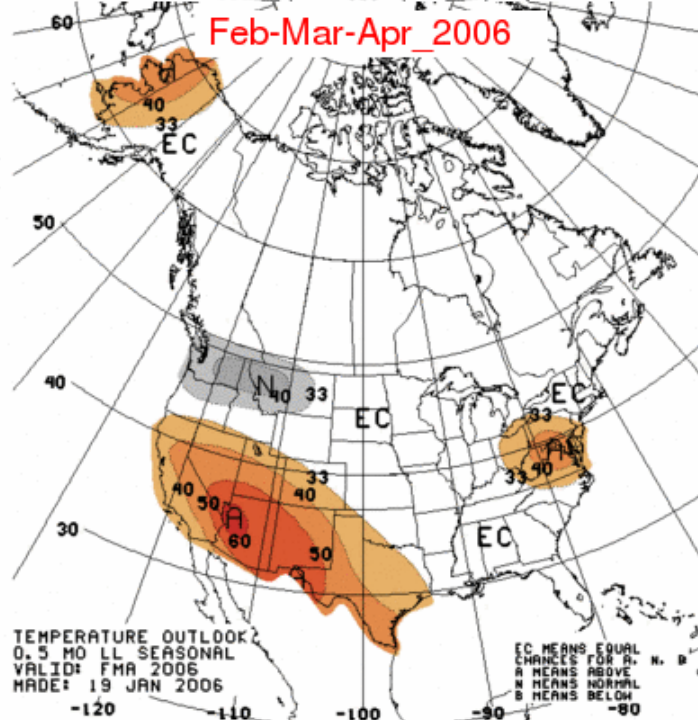 Feb-Mar-Apr_2006
60
70
A
40
33
EC
50
40
N
40
33
EC
EC
33
A
40
33
33
40
40
50
A
60
50
EC
30
TEMPERATURE OUTLOOK
0.5 MO LL SEASONAL
VALID: FMA 2006
MADE: 19 JAN 2006
EC MEANS EQUAL
CHANCES FOR A, N, B
A MEANS ABOVE
N MEANS NORMAL
B MEANS BELOW
-120
-110
-100
-90
-80